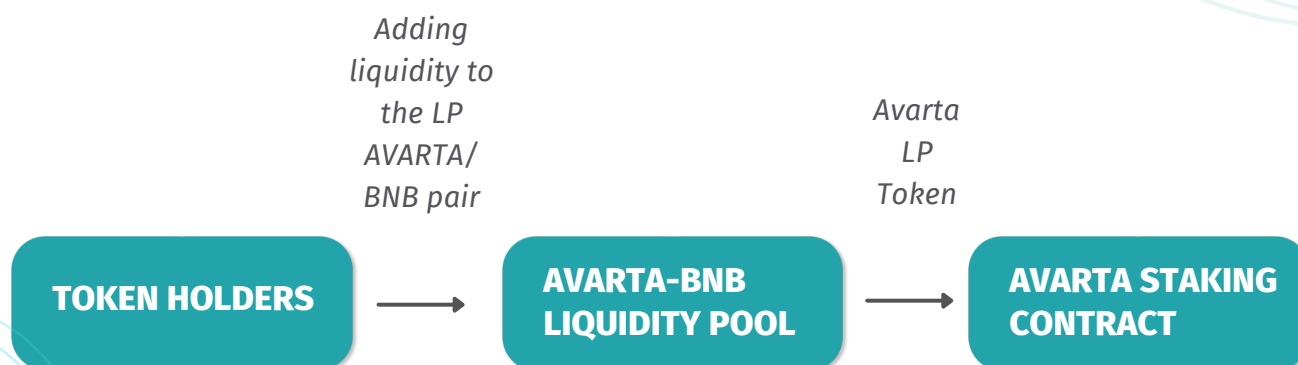 Adding
liquidity to
the LP
AVARTA/
BNB pair
Avarta
LP
Token
TOKEN HOLDERS
AVARTA-BNB
LIQUIDITY POOL
AVARTA STAKING
CONTRACT